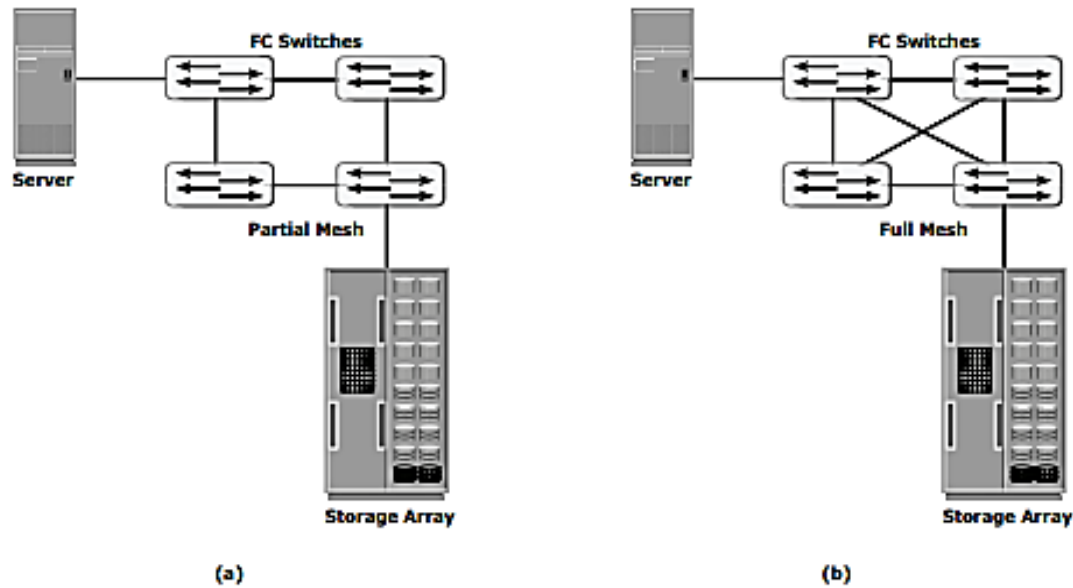 FC Switches
Server
Partial Mesh
Storage Array
(a)
FC Switches
Server
Full Mesh
Storage Array
(b)